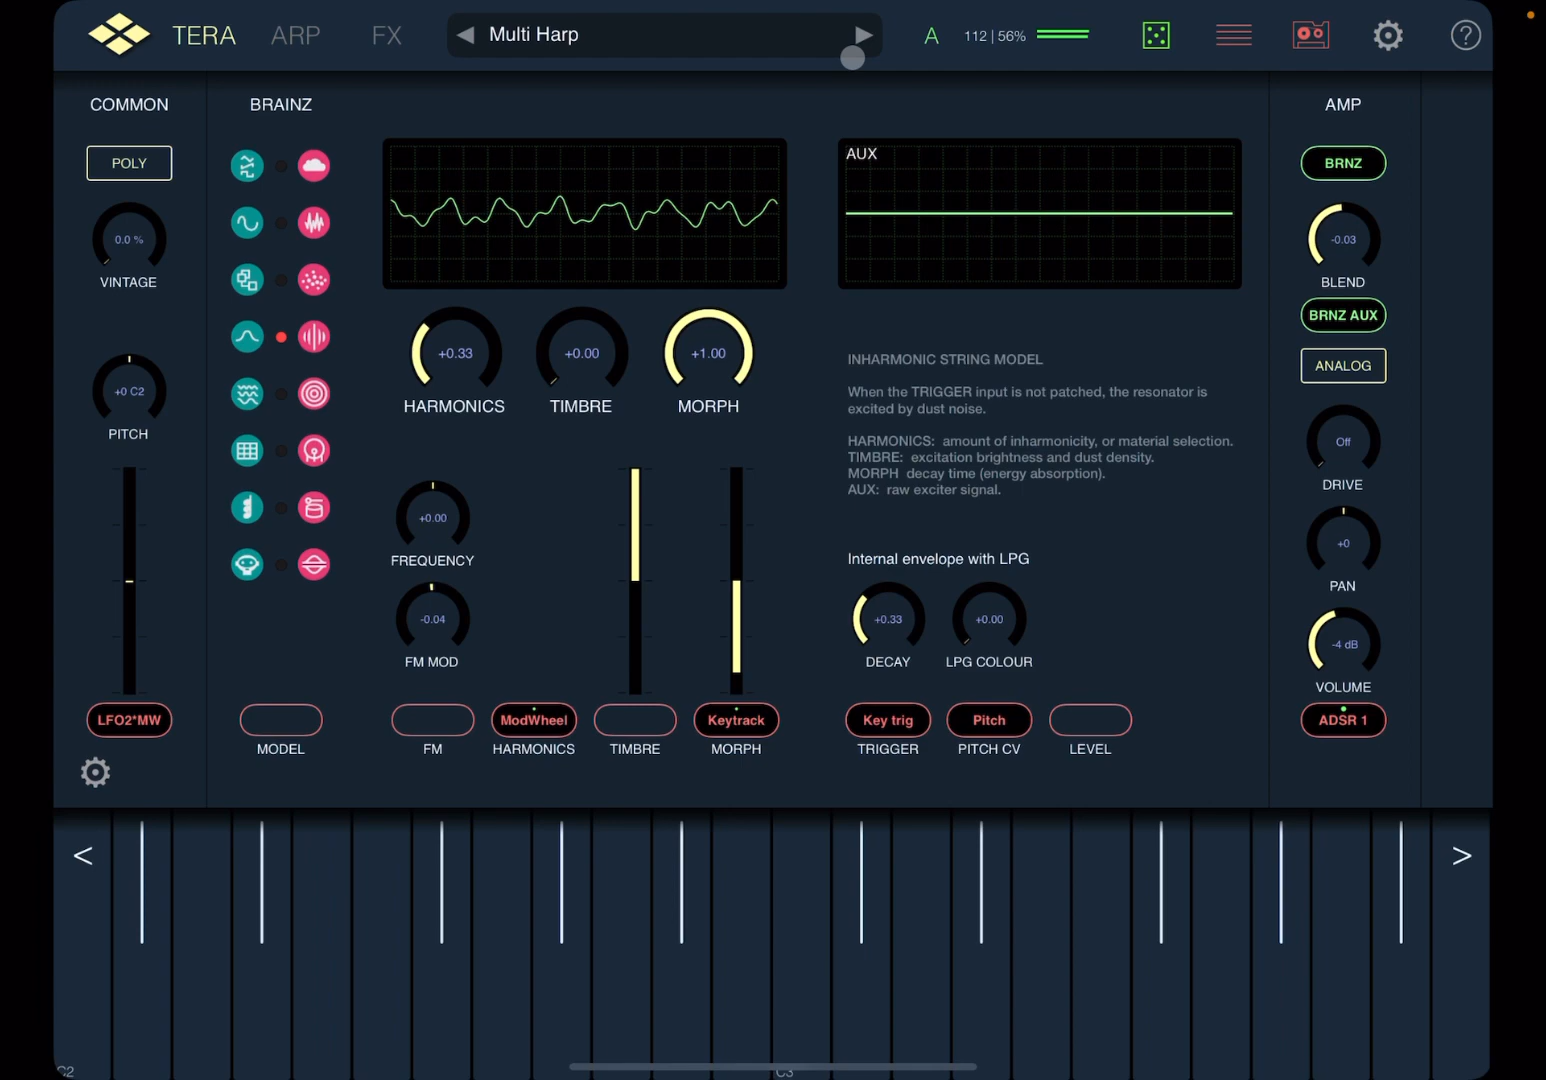 TERA
ARP
FX
Multi Harp
A
112 | 56%
?
COMMON
BRAINZ
AMP
POLY
AUX
BRNZ
0.0 %
VINTAGE
-0.03
BLEND
BRNZ AUX
+0.33
+0.00
+1.00
HARMONICS
TIMBRE
MORPH
INHARMONIC STRING MODEL
When the TRIGGER input is not patched, the resonator is
excited by dust noise.
HARMONICS: amount of inharmonicity, or material selection.
TIMBRE: excitation brightness and dust density.
MORPH decay time (energy absorption).
AUX: raw exciter signal.
ANALOG
+0 C2
PITCH
Off
DRIVE
+0.00
FREQUENCY
-0.04
FM MOD
Internal envelope with LPG
+0.33
+0.00
DECAY
LPG COLOUR
+0
PAN
-4 dB
VOLUME
LFO2*MW
MODEL
FM
ModWheel
HARMONICS
TIMBRE
Keytrack
MORPH
Key trig
TRIGGER
Pitch
PITCH CV
LEVEL
ADSR 1
<
>
C2
C3